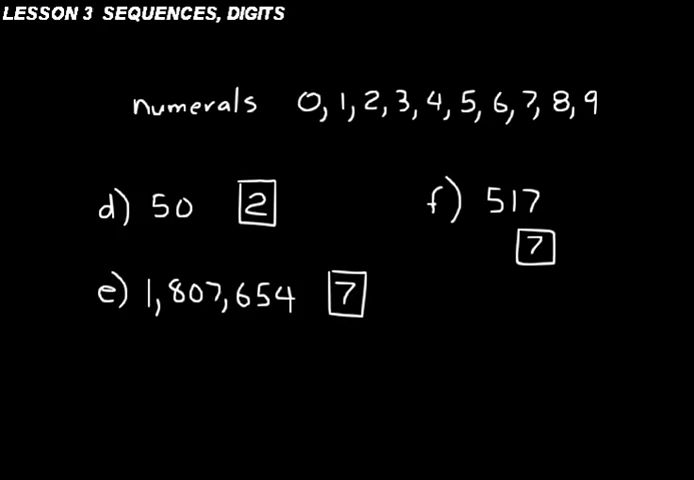 LESSON 3 SEQUENCES, DIGITS
numerals 0, 1, 2, 3, 4, 5, 6, 7, 8, 9
d) 50 2
f) 517
7
e) 1,807,654 7